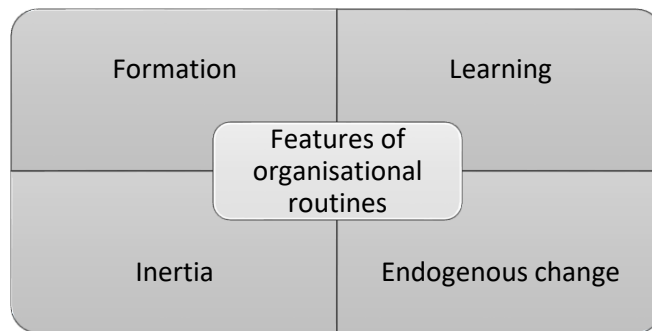 Formation
Learning
Features of
organisational
routines
Inertia
Endogenous change